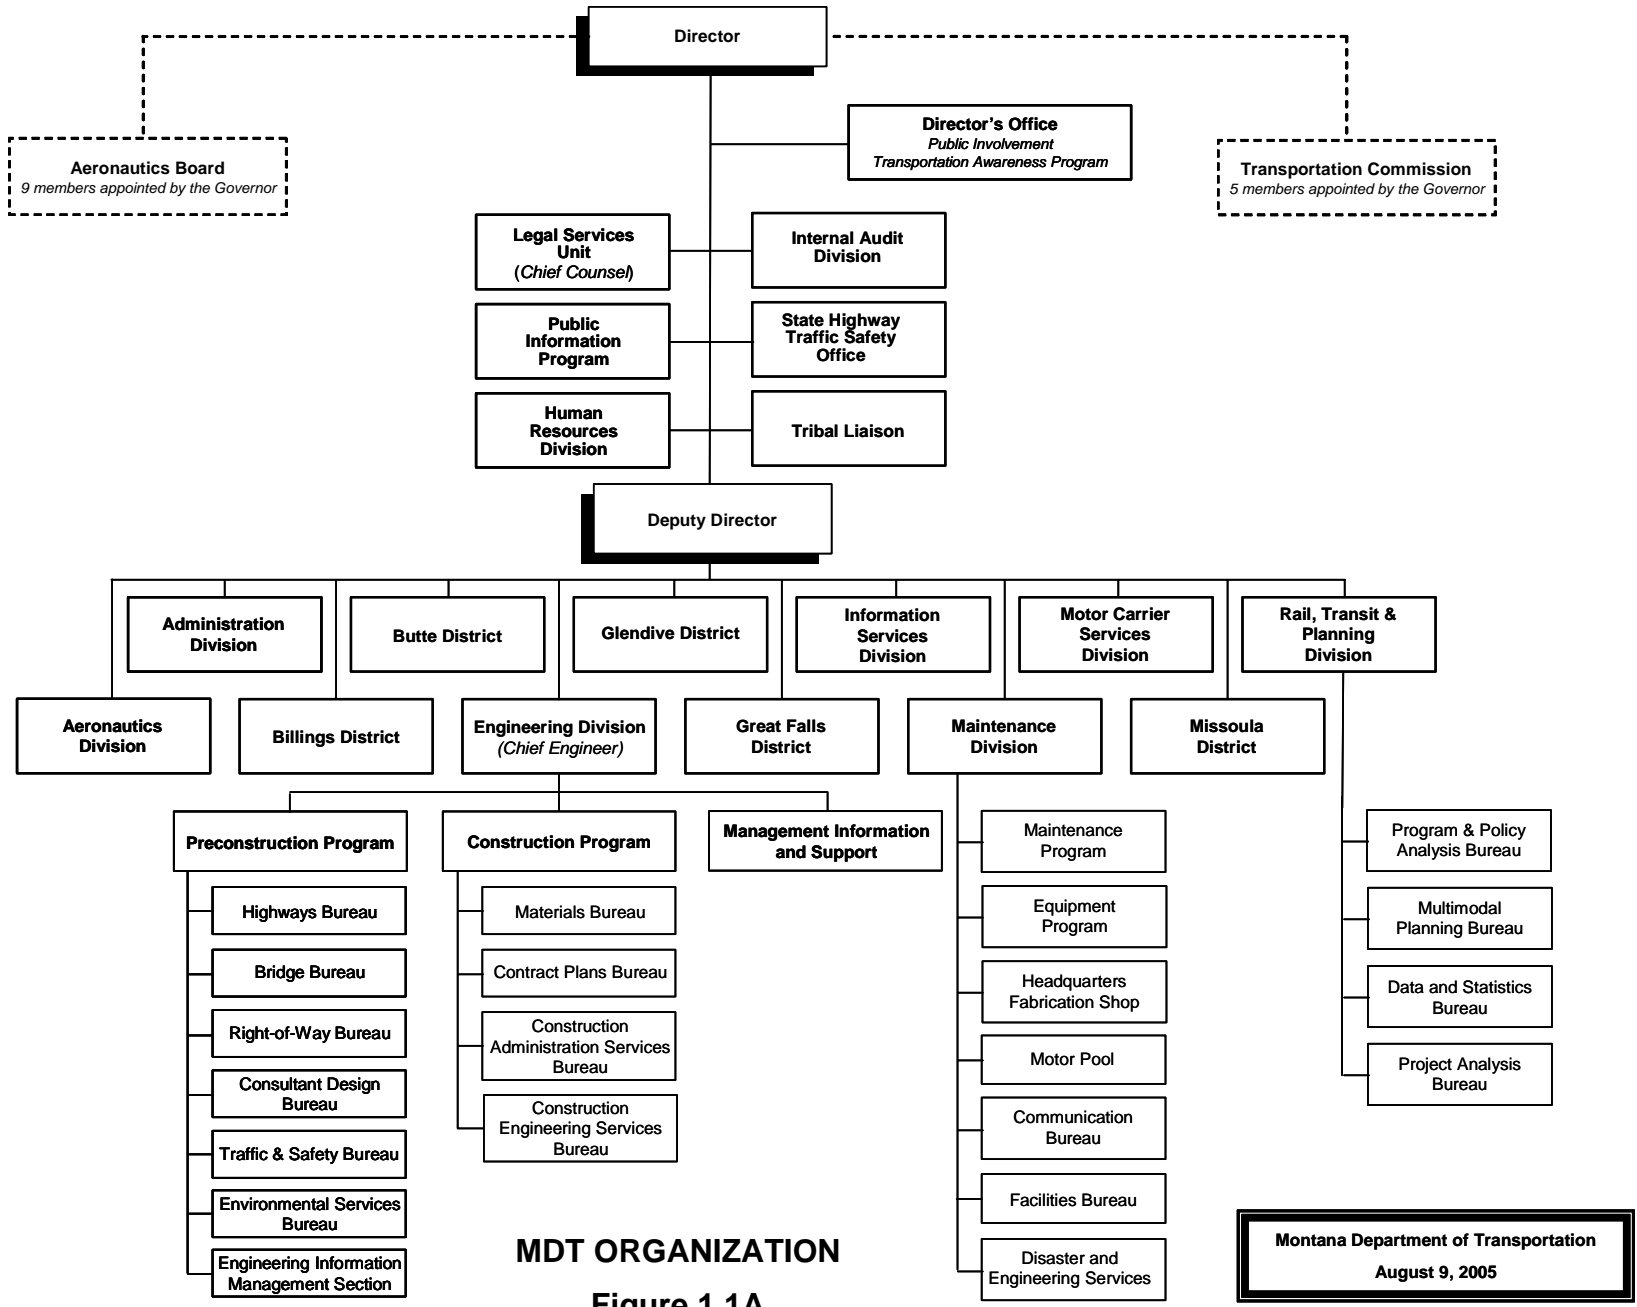 Director
Director's Office
Public Involvement
Transportation Awareness Program
Aeronautics Board
9 members appointed by the Governor
Transportation Commission
5 members appointed by the Governor
Legal Services
Unit
(Chief Counsel)
Internal Audit
Division
Public
Information
Program
State Highway
Traffic Safety
Office
Human
Resources
Division
Tribal Liaison
Deputy Director
Administration
Division
Butte District
Glendive District
Information
Services
Division
Motor Carrier
Services
Division
Rail, Transit &
Planning
Division
Aeronautics
Division
Billings District
Engineering Division
(Chief Engineer)
Great Falls
District
Maintenance
Division
Missoula
District
Preconstruction Program
Construction Program
Management Information
and Support
Highways Bureau
Bridge Bureau
Right-of-Way Bureau
Consultant Design
Bureau
Traffic & Safety Bureau
Environmental Services
Bureau
Engineering Information
Management Section
Materials Bureau
Contract Plans Bureau
Construction
Administration Services
Bureau
Construction
Engineering Services
Bureau
Maintenance
Program
Equipment
Program
Headquarters
Fabrication Shop
Motor Pool
Communication
Bureau
Facilities Bureau
Disaster and
Engineering Services
Program & Policy
Analysis Bureau
Multimodal
Planning Bureau
Data and Statistics
Bureau
Project Analysis
Bureau
MDT ORGANIZATION
Figure 1.1A
Montana Department of Transportation
August 9, 2005